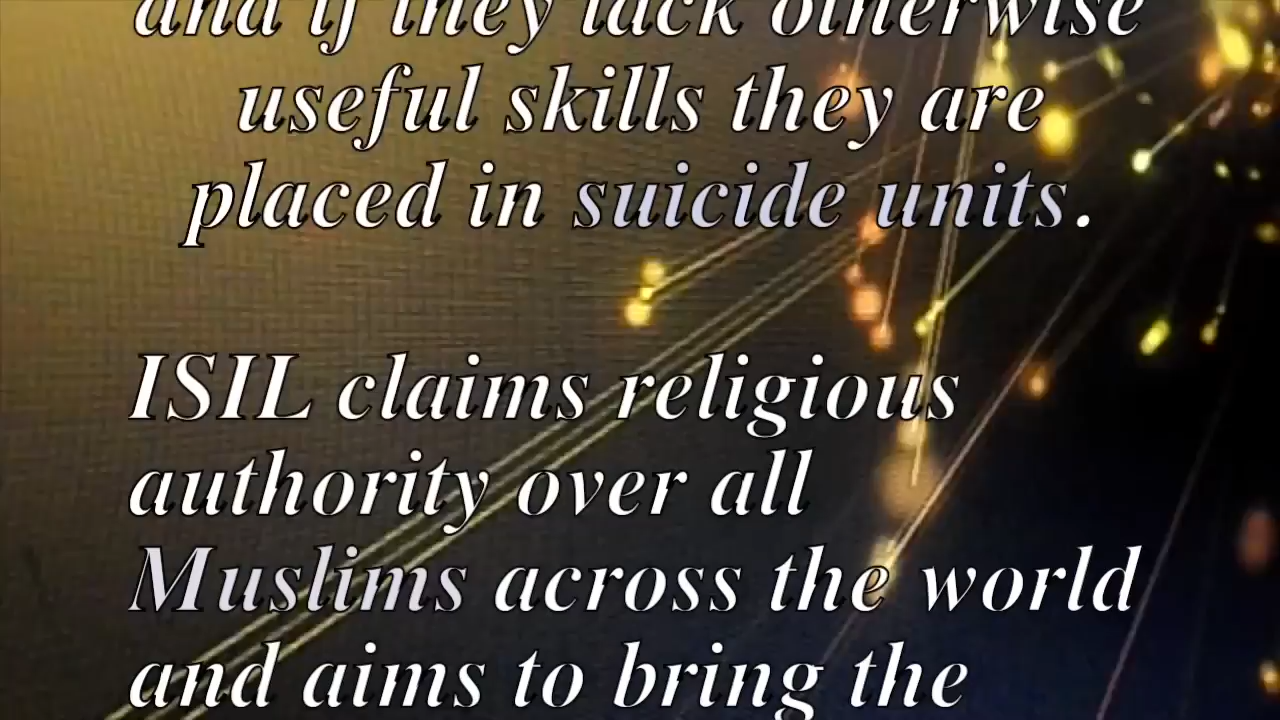 and if they lack otherwise
useful skills they are
placed in suicide units.
ISIL claims religious
authority over all
Muslims across the world
and aims to bring the